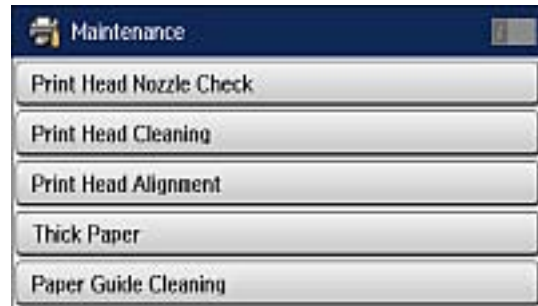 Maintenance
Print Head Nozzle Check
Print Head Cleaning
Print Head Alignment
Thick Paper
Paper Guide Cleaning